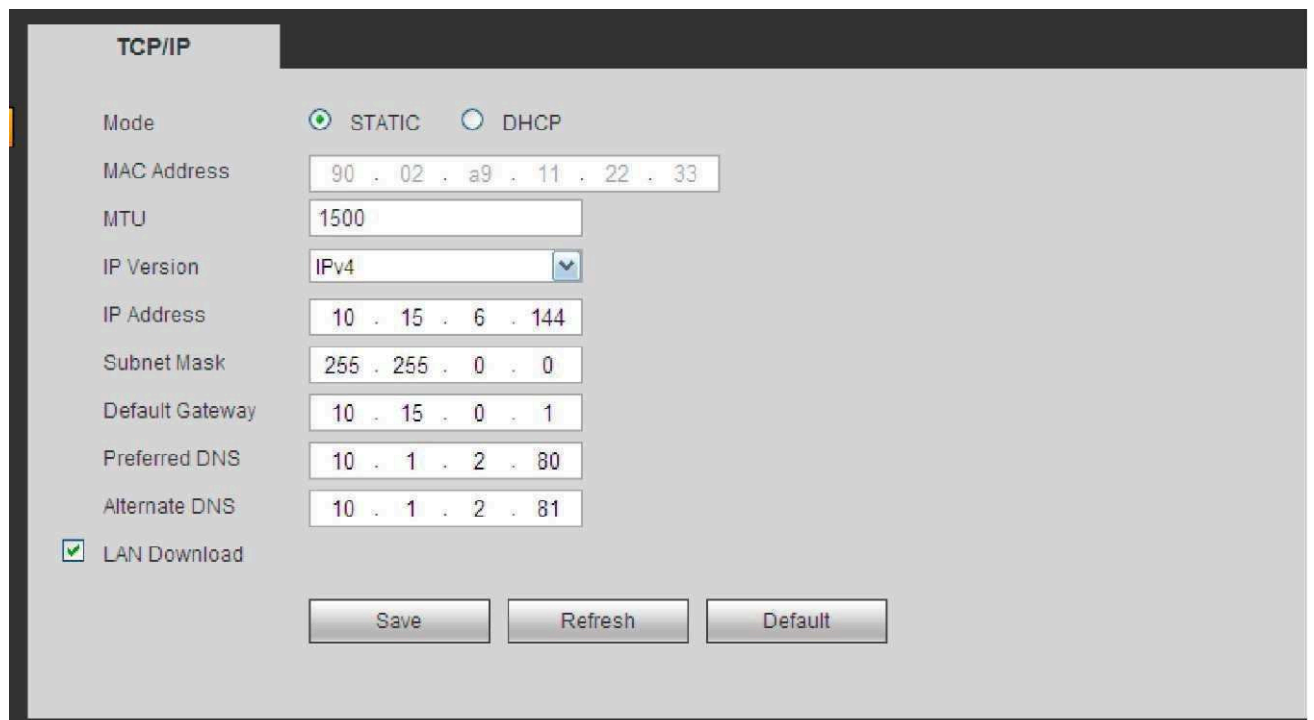 TCP/IP
Mode STATIC DHCP
MAC Address 90 . 02 . a9 . 11 . 22 . 33
MTU 1500
IP Version IPv4
IP Address 10 . 15 . 6 . 144
Subnet Mask 255 . 255 . 0 . 0
Default Gateway 10 . 15 . 0 . 1
Preferred DNS 10 . 1 . 2 . 80
Alternate DNS 10 . 1 . 2 . 81
LAN Download
Save Refresh Default